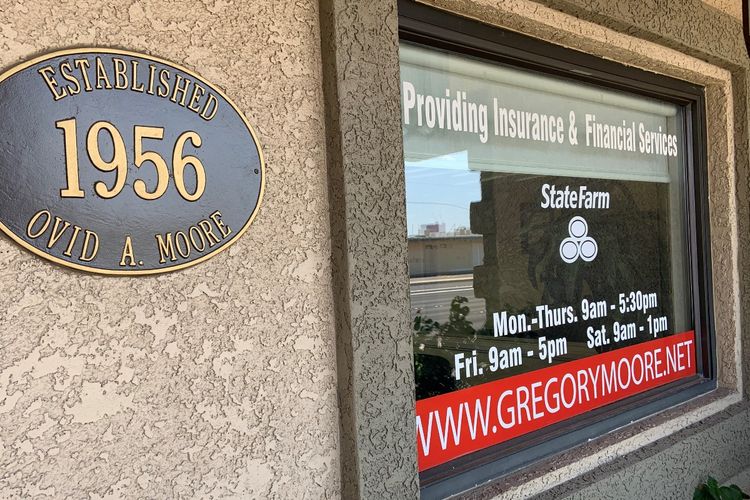 ESTABLISHED
1956
OVID A. MOORE
Providing Insurance & Financial Services
StateFarm
Mon.-Thurs. 9am - 5:30pm
Fri. 9am - 5pm Sat. 9am - 1pm
WWW.GREGORYMOORE.NET